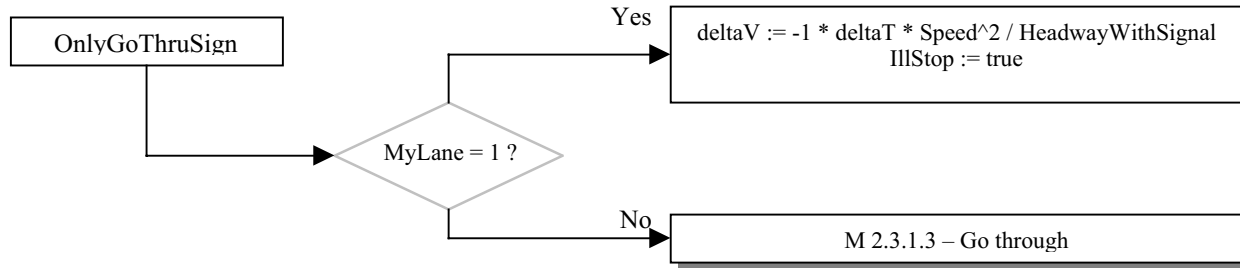 OnlyGoThruSign
Yes
deltaV := -1 * deltaT * Speed^2 / HeadwayWithSignal
IllStop := true
MyLane = 1 ?
No
M 2.3.1.3 – Go through